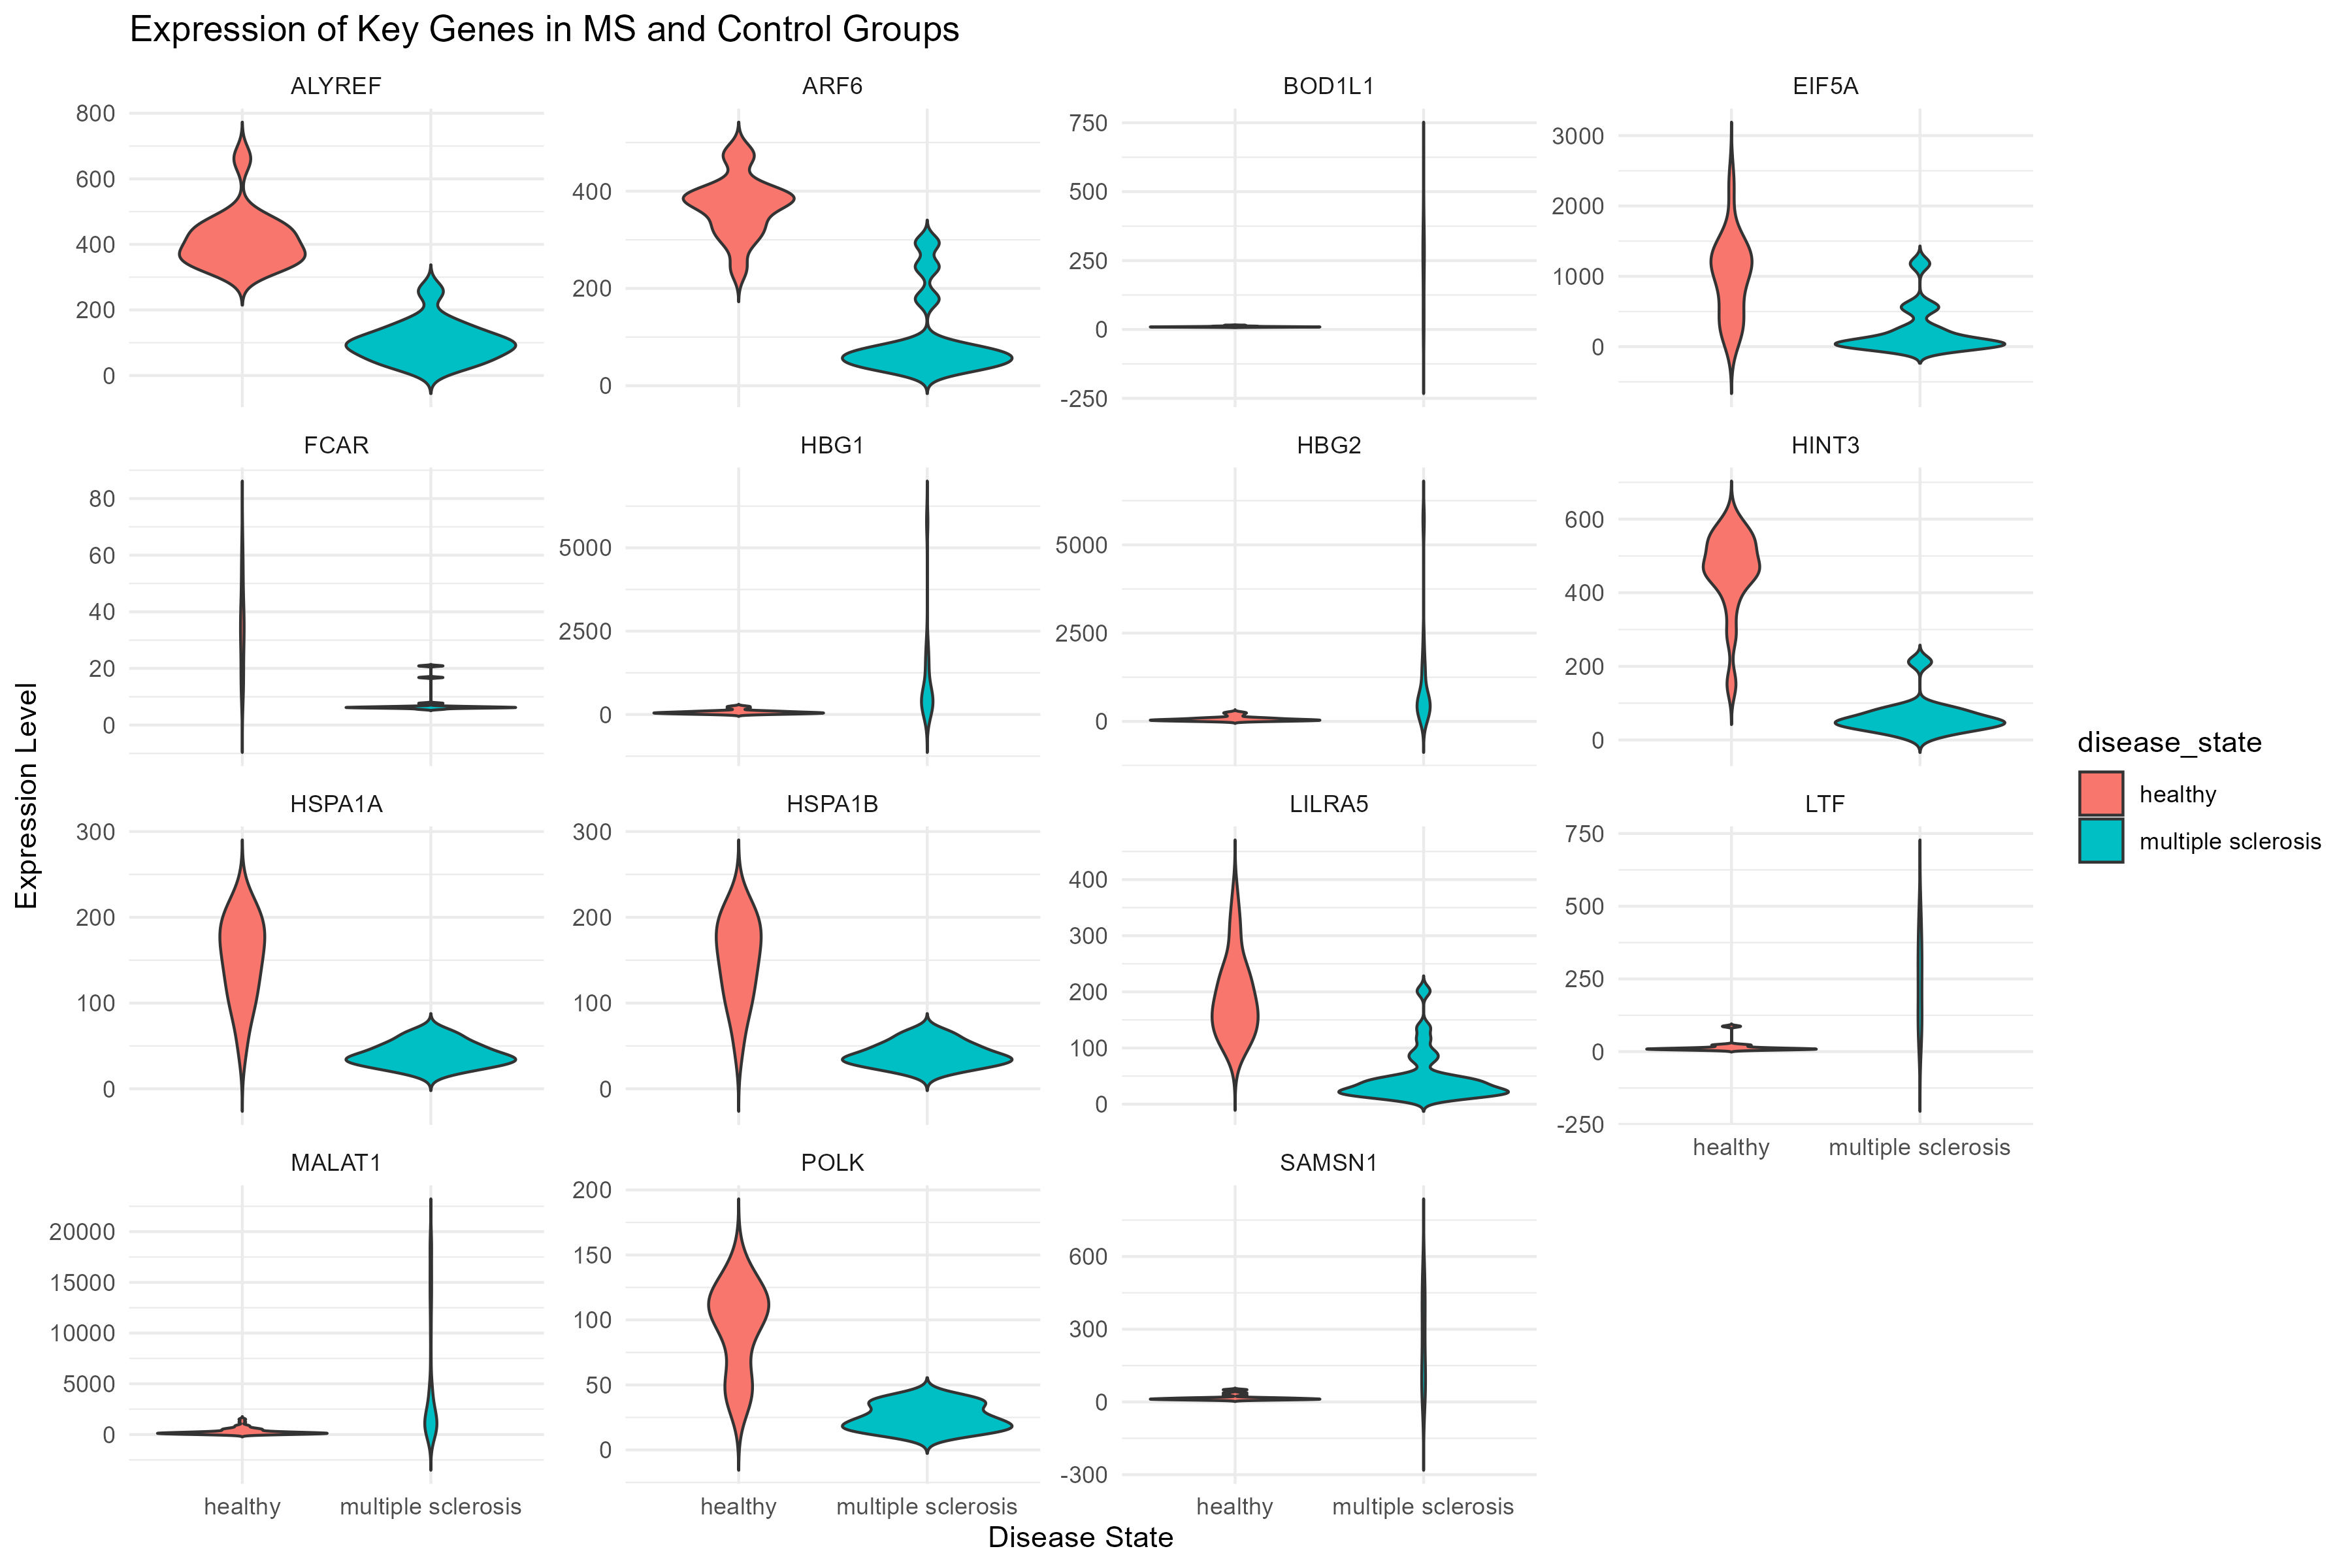 Expression of Key Genes in MS and Control Groups
ALYREF
800
600
400
200
0
ARF6
400
200
0
BOD1L1
750
500
250
0
-250
EIF5A
3000
2000
1000
0
FCAR
80
60
40
20
0
HBG1
5000
2500
0
HBG2
5000
2500
0
HINT3
600
400
200
0
HSPA1A
300
200
100
0
HSPA1B
300
200
100
0
LILRA5
400
300
200
100
0
LTF
750
500
250
0
-250
healthy
multiple sclerosis
MALAT1
20000
15000
10000
5000
0
healthy
multiple sclerosis
POLK
200
150
100
50
0
healthy
multiple sclerosis
SAMSN1
600
300
0
-300
healthy
multiple sclerosis
Expression Level
Disease State
disease_state
healthy
multiple sclerosis